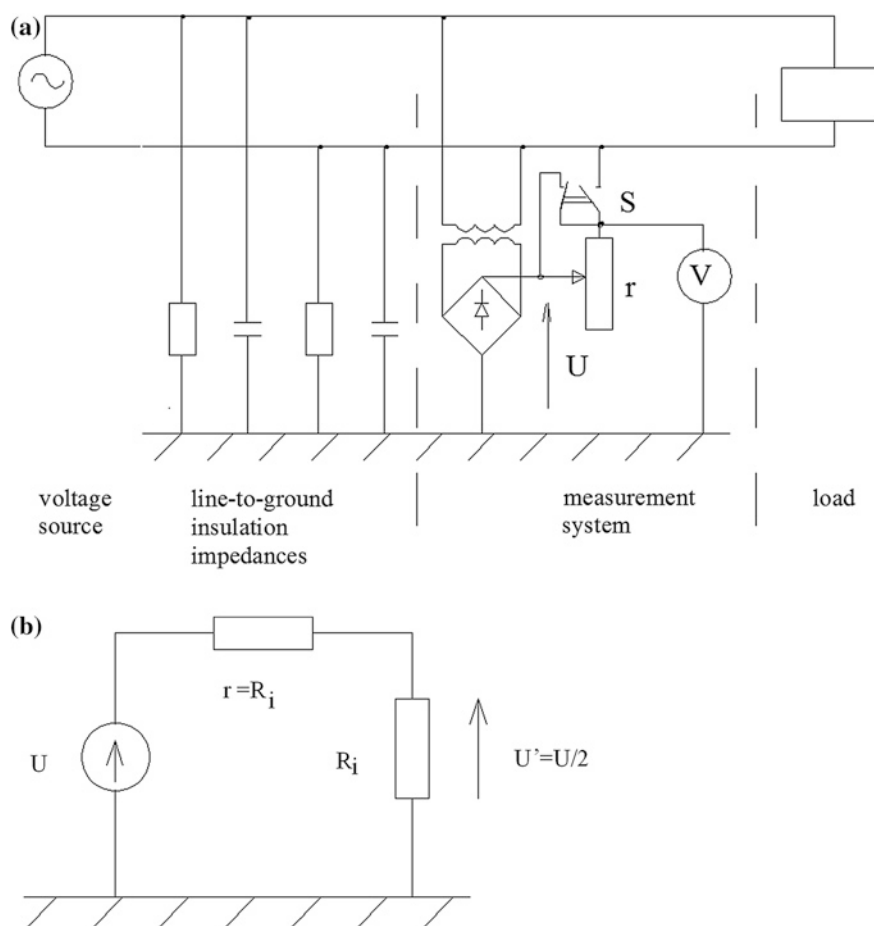 (a)
S
r
V
U
voltage source
line-to-ground insulation impedances
measurement system
load
(b)
r =Ri
U
Ri
U’=U/2